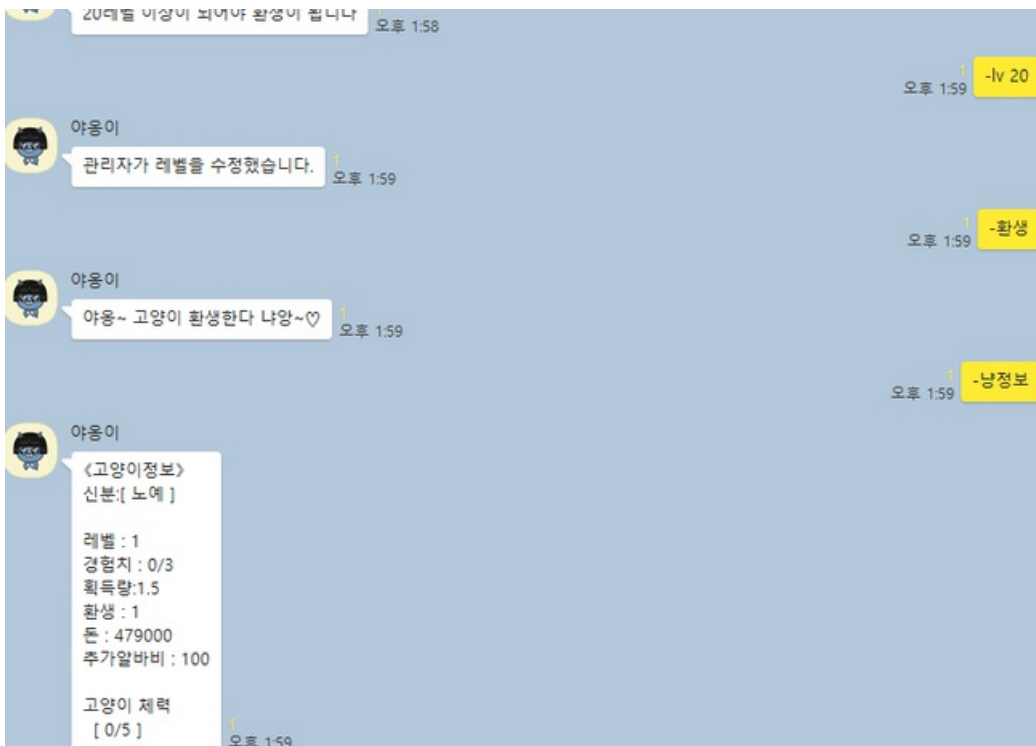 20레벨 이상이 되어야 환생이 됩니다
오후 1:58
1
오후 1:59
-lv 20
야옹이
관리자가 레벨을 수정했습니다.
1
오후 1:59
1
오후 1:59
-환생
야옹이
야옹~ 고양이 환생한다 냐앙~♡
1
오후 1:59
1
오후 1:59
-냥정보
야옹이
《고양이정보》
신분:[ 노예 ]
레벨 : 1
경험치 : 0/3
획득량:1.5
환생 : 1
돈 : 479000
추가알바비 : 100
고양이 체력
[ 0/5 ]
1
오후 1:59